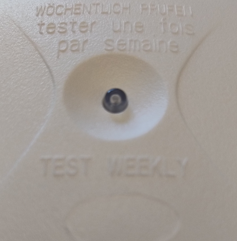 WÖCHENTLICH PRÜFEN
tester une fois
par semaine
TEST WEEKLY